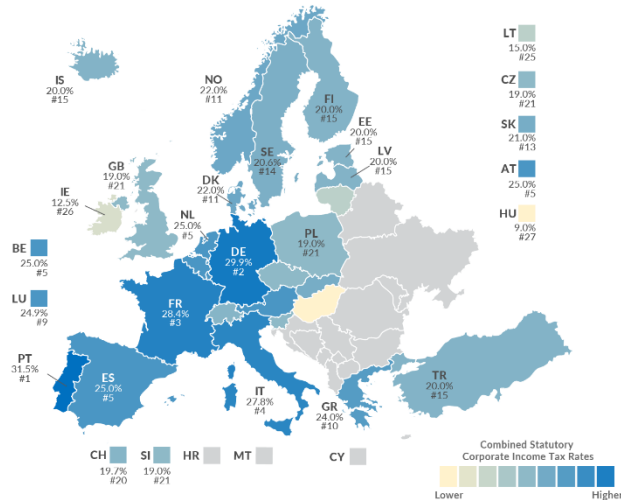 IS
20.0%
#15
NO
22.0%
#11
FI
20.0%
#15
SE
20.6%
#14
EE
20.0%
#15
LV
20.0%
#15
LT
15.0%
#25
CZ
19.0%
#21
SK
21.0%
#13
AT
25.0%
#5
HU
9.0%
#27
GB
19.0%
#21
IE
12.5%
#26
DK
22.0%
#11
NL
25.0%
#5
BE
25.0%
#5
LU
24.9%
#9
DE
29.9%
#2
PL
19.0%
#21
FR
28.4%
#3
PT
31.5%
#1
ES
25.0%
#5
IT
27.8%
#4
GR
24.0%
#10
TR
20.0%
#15
CH
19.7%
#20
SI
19.0%
#21
HR
MT
CY
Combined Statutory
Corporate Income Tax Rates
Lower
Higher